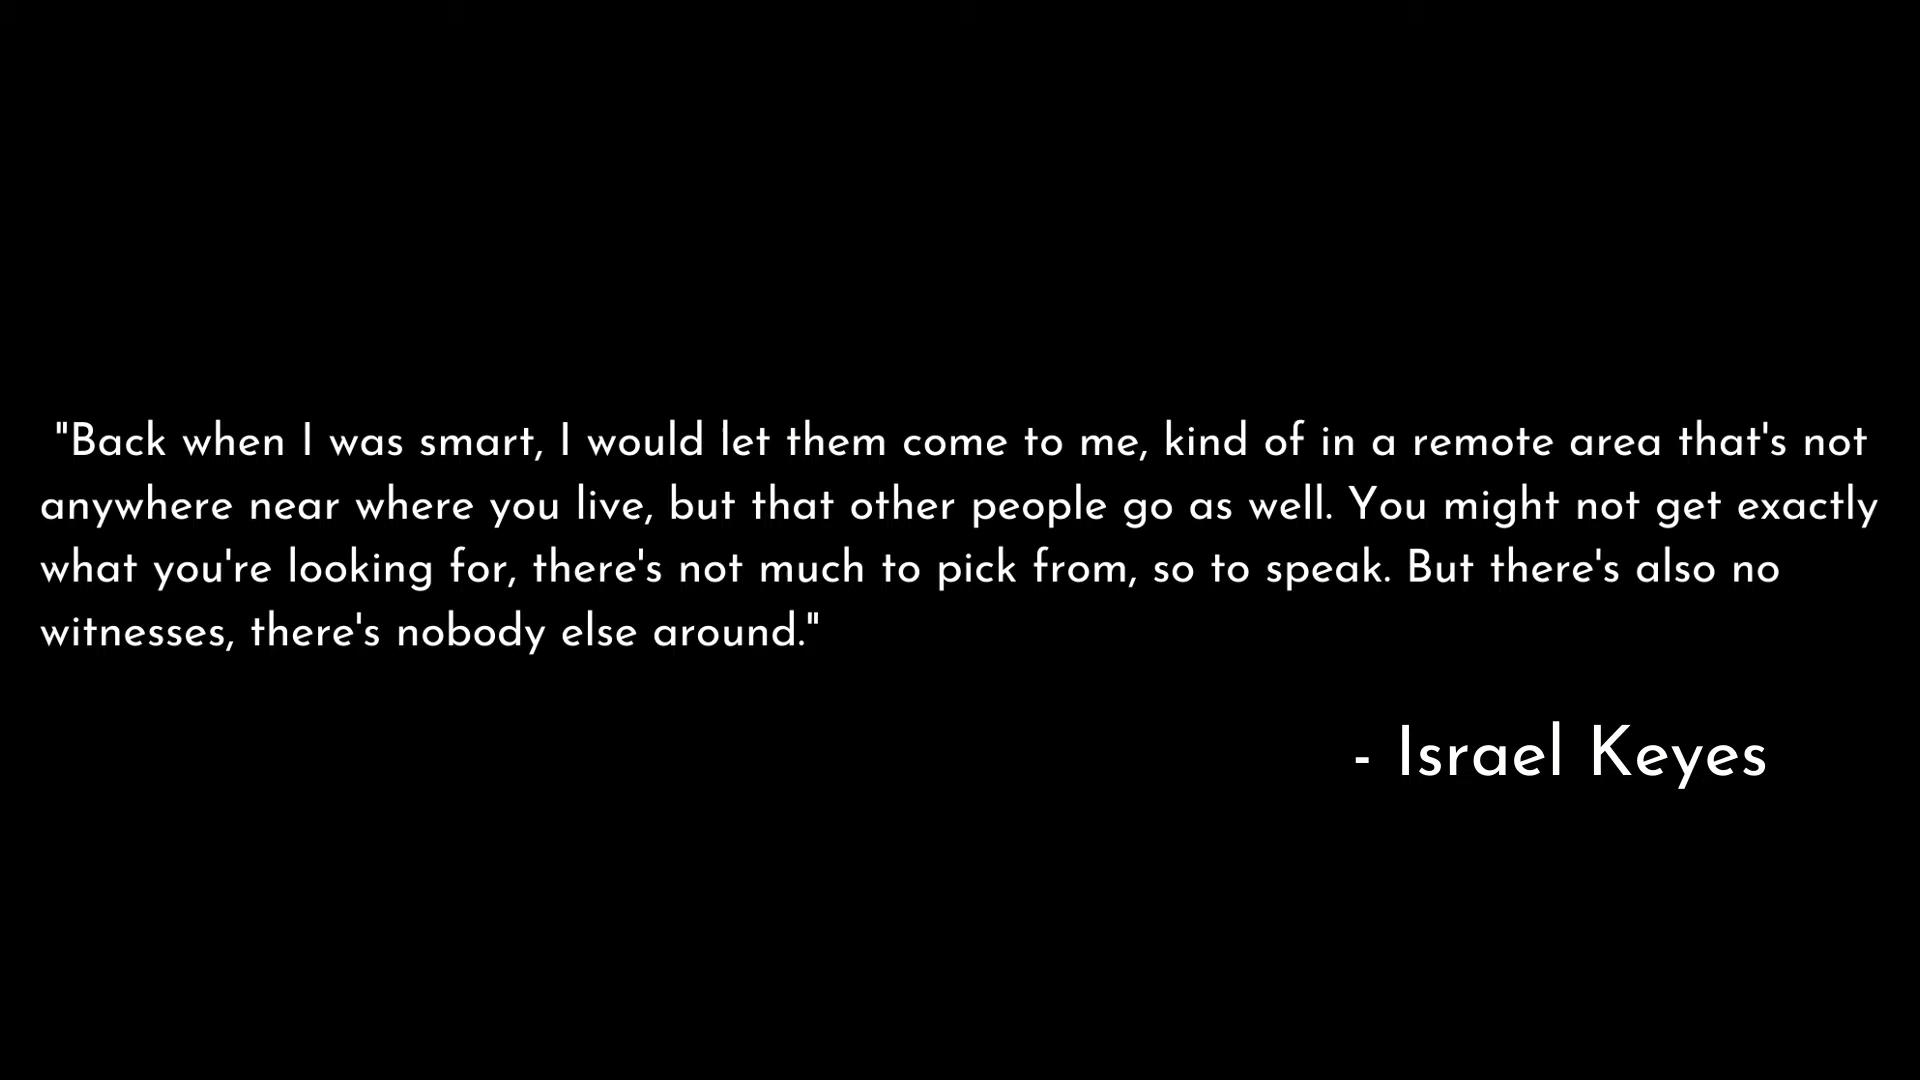 "Back when I was smart, I would let them come to me, kind of in a remote area that's not
anywhere near where you live, but that other people go as well. You might not get exactly
what you're looking for, there's not much to pick from, so to speak. But there's also no
witnesses, there's nobody else around."
- Israel Keyes